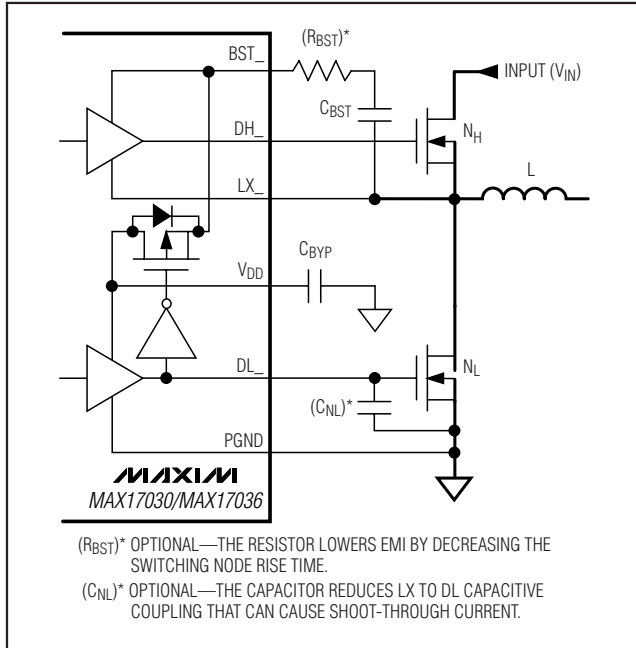 BST_
(RBST)*
INPUT (VIN)
CBST
DH_
NH
L
LX_
CBYP
VDD
DL_
NL
(CNL)*
PGND
MAXIM
MAX17030/MAX17036
(RBST)* OPTIONAL—THE RESISTOR LOWERS EMI BY DECREASING THE
SWITCHING NODE RISE TIME.
(CNL)* OPTIONAL—THE CAPACITOR REDUCES LX TO DL CAPACITIVE
COUPLING THAT CAN CAUSE SHOOT-THROUGH CURRENT.